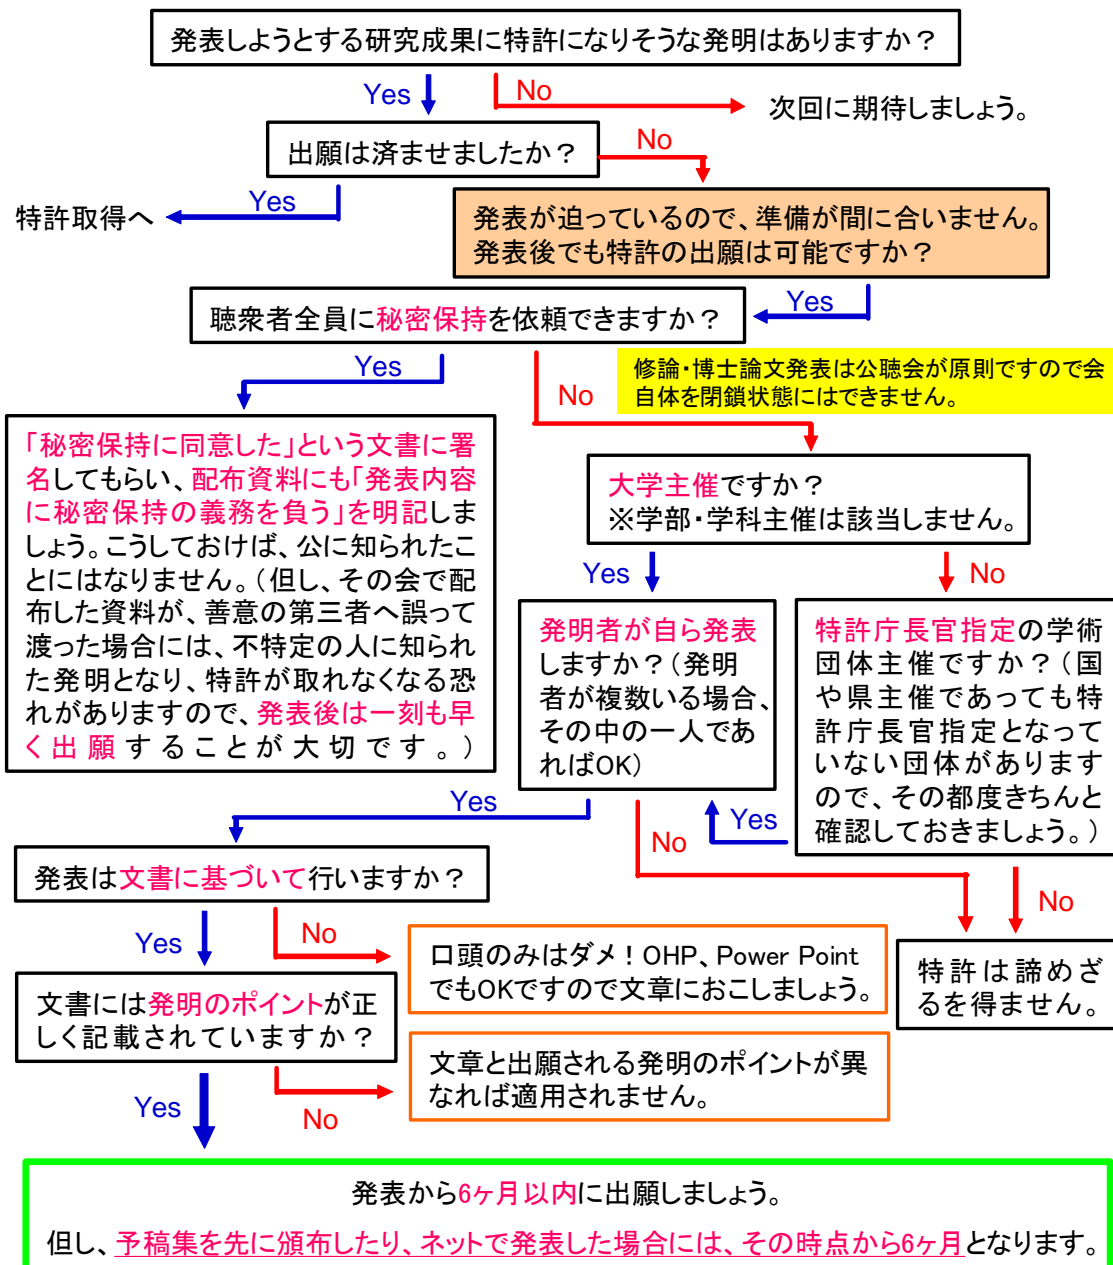 発表しようとする研究成果に特許になりそうな発明はありますか？
Yes
No
次回に期待しましょう。
出願は済ませましたか？
No
Yes
特許取得へ
発表が迫っているので、準備が間に合いません。
発表後でも特許の出願は可能ですか？
Yes
聴衆者全員に秘密保持を依頼できますか？
Yes
No
修論・博士論文発表は公聴会が原則ですので会
自体を閉鎖状態にはできません。
「秘密保持に同意した」という文書に署
名してもらい、配布資料にも「発表内容
に秘密保持の義務を負う」を明記しま
しょう。こうしておけば、公に知られたこ
とにはなりません。（但し、その会で配
布した資料が、善意の第三者へ誤って
渡った場合には、不特定の人に知られ
た発明となり、特許が取れなくなる恐
れがありますので、発表後は一刻も早
く出願することが大切です。）
大学主催ですか？
※学部・学科主催は該当しません。
Yes
No
発明者が自ら発表
しますか？（発明
者が複数いる場合、
その中の一人であ
ればOK）
特許庁長官指定の学術
団体主催ですか？（国
や県主催であっても特
許庁長官指定となって
いない団体があります
ので、その都度きちんと
確認しておきましょう。）
Yes
No
Yes
No
発表は文書に基づいて行いますか？
Yes
No
口頭のみはダメ！OHP、Power Point
でもOKですので文章におこしましょう。
特許は諦めざ
るを得ません。
文書には発明のポイントが正
しく記載されていますか？
文章と出願される発明のポイントが異
なれば適用されません。
Yes
No
発表から6ヶ月以内に出願しましょう。
但し、予稿集を先に頒布したり、ネットで発表した場合には、その時点から6ヶ月となります。